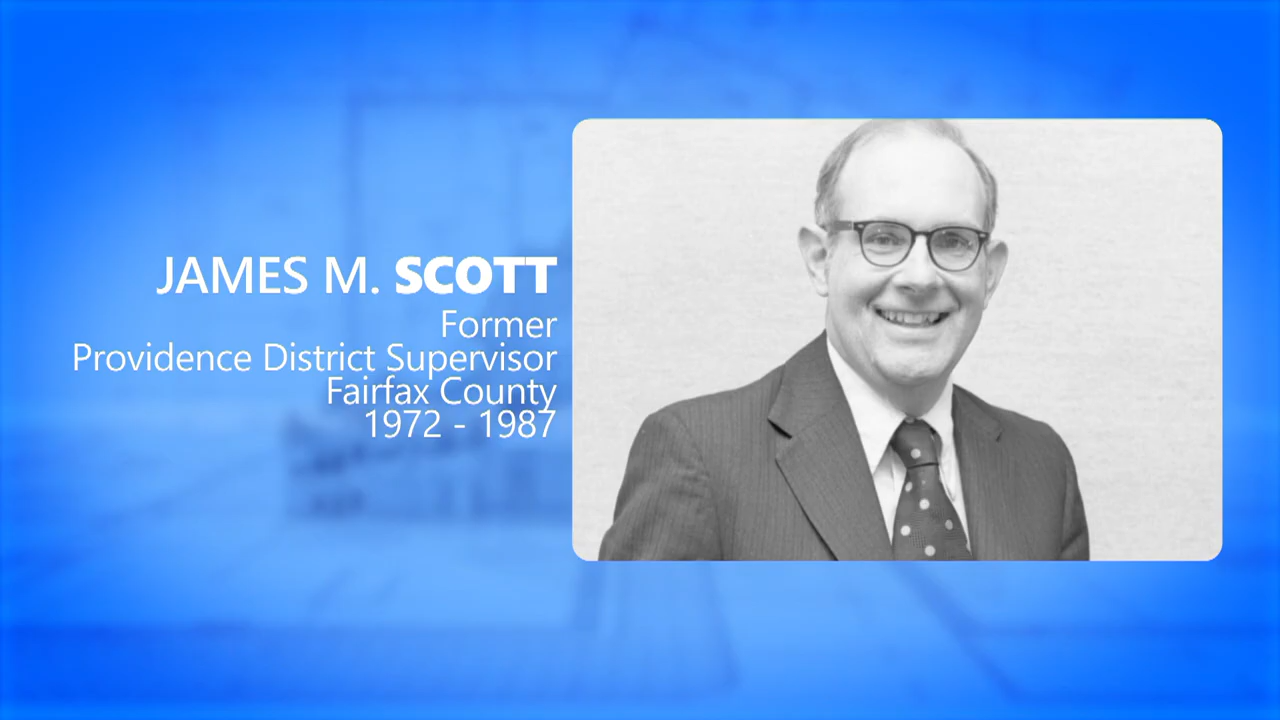 JAMES M. SCOTT
Former
Providence District Supervisor
Fairfax County
1972 - 1987